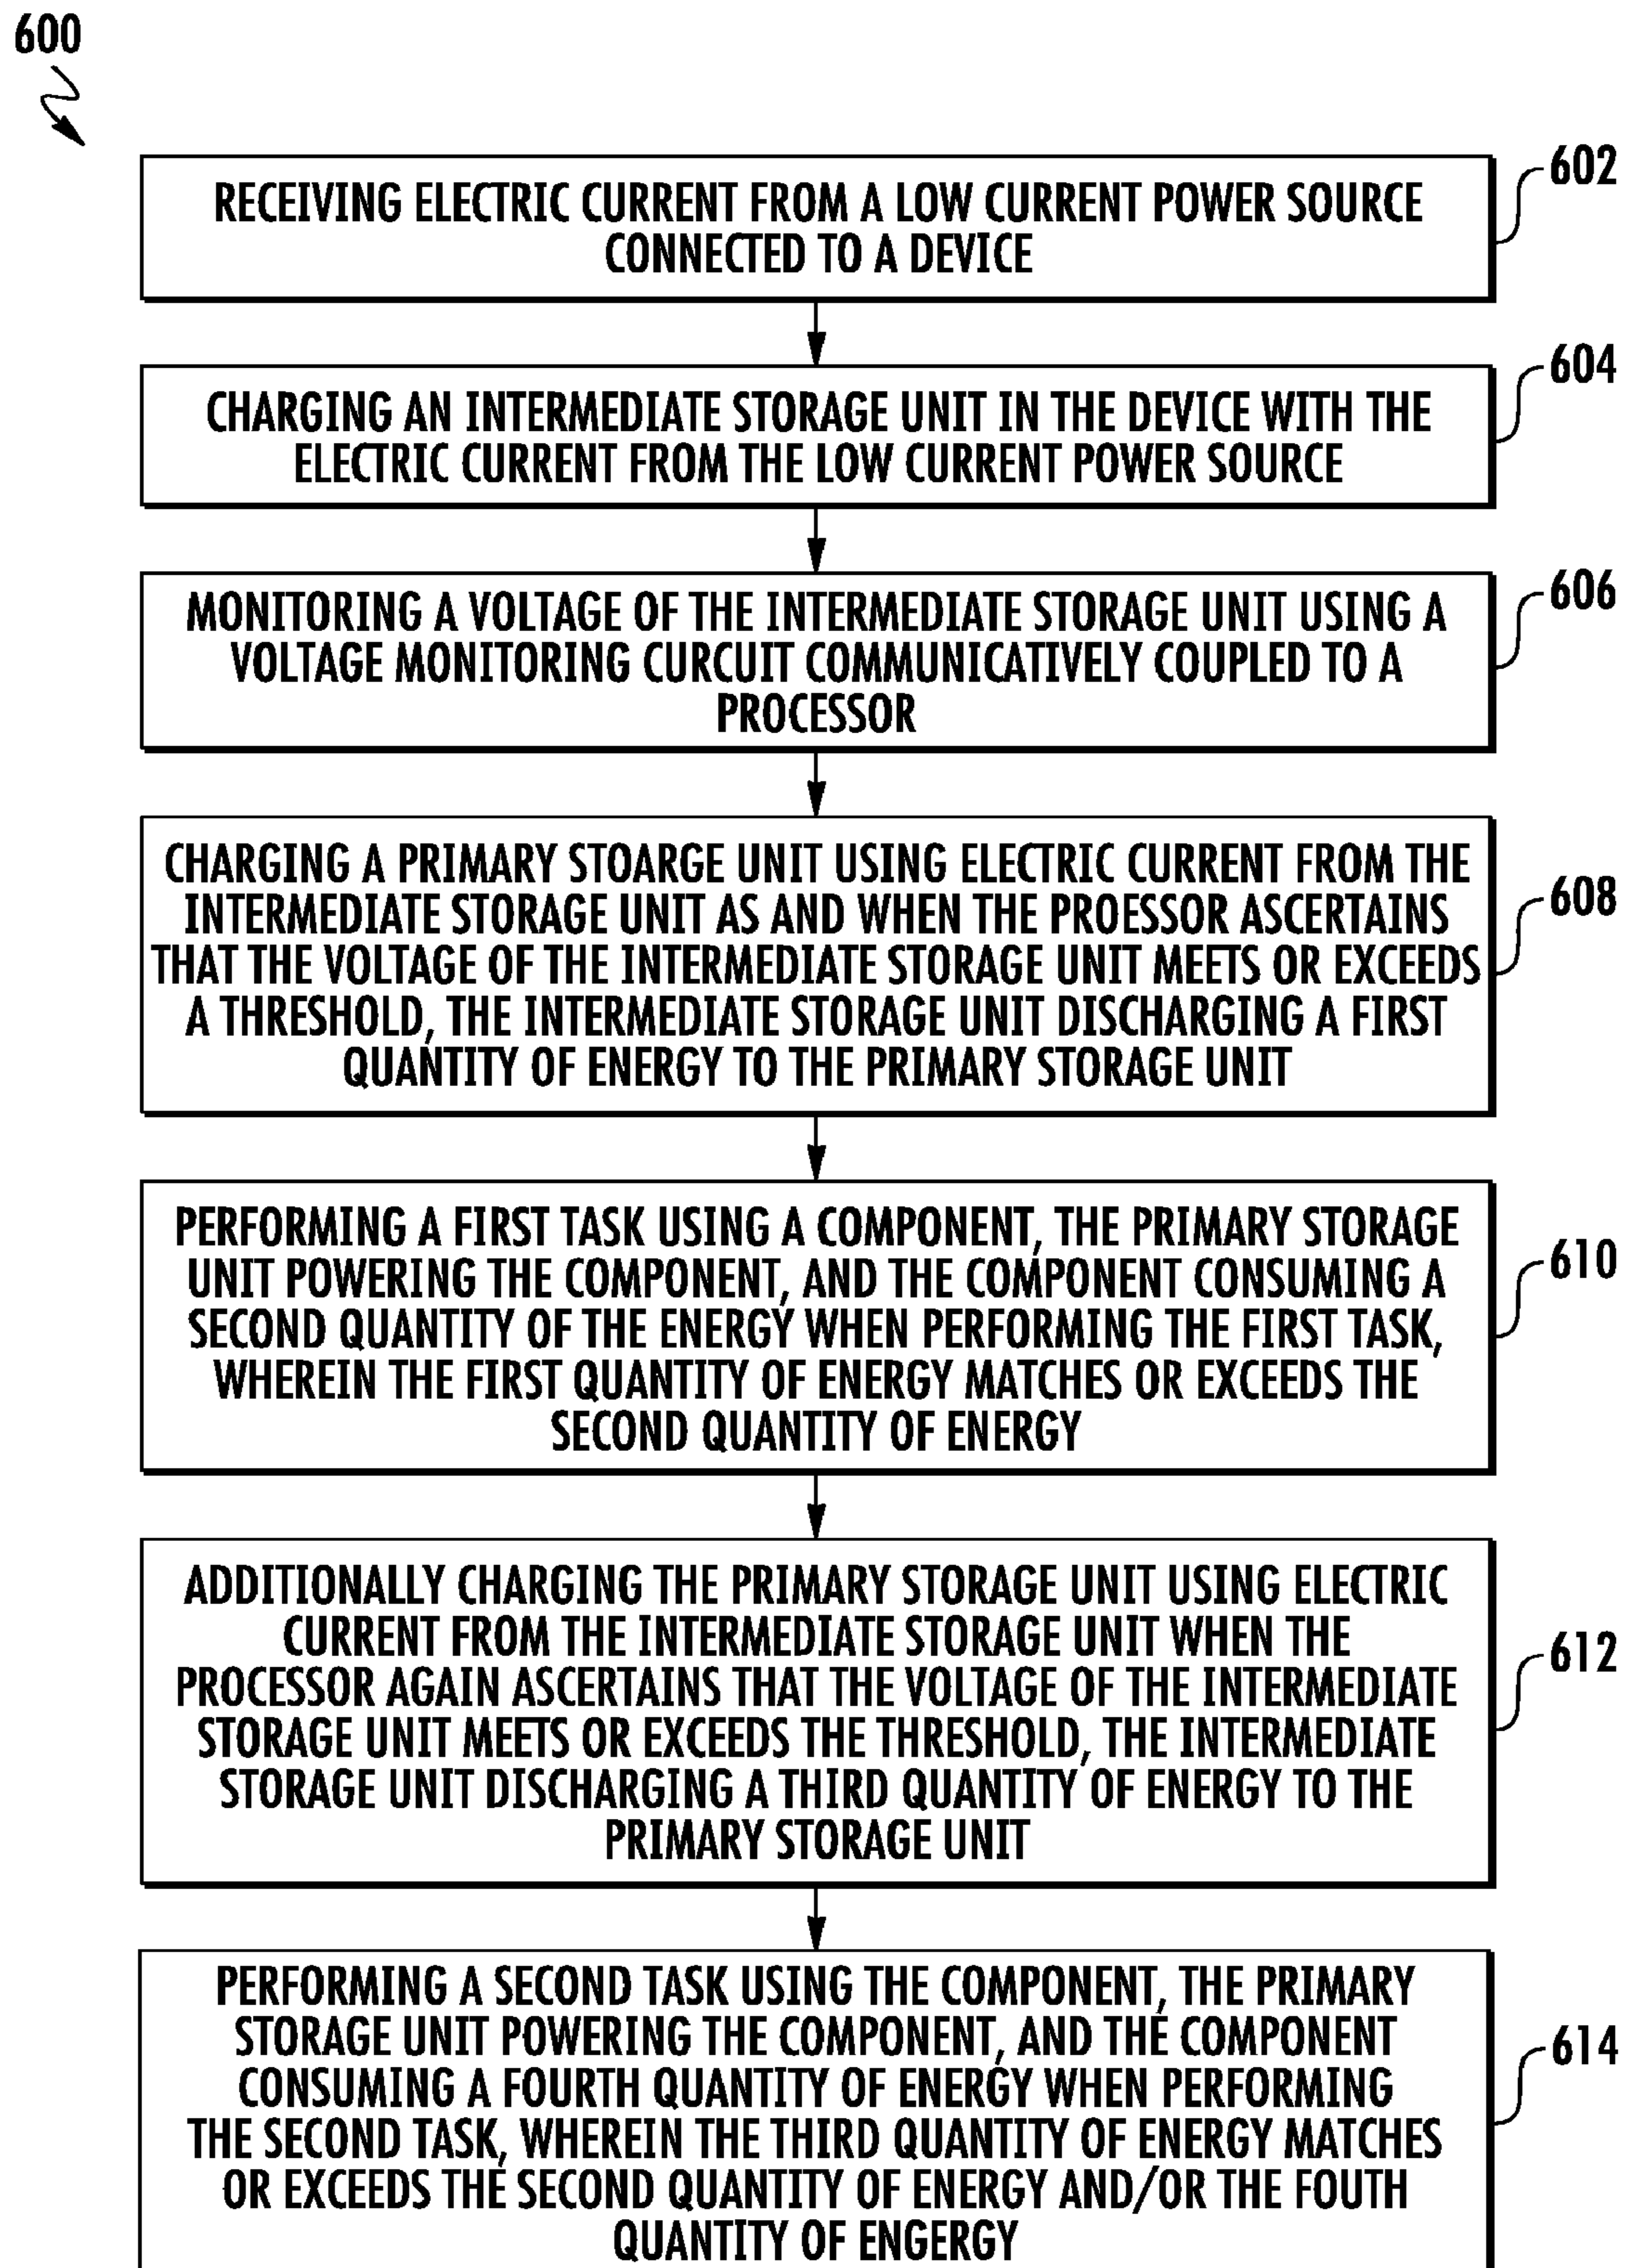 600
602
RECEIVING ELECTRIC CURRENT FROM A LOW CURRENT POWER SOURCE
CONNECTED TO A DEVICE
604
CHARGING AN INTERMEDIATE STORAGE UNIT IN THE DEVICE WITH THE
ELECTRIC CURRENT FROM THE LOW CURRENT POWER SOURCE
606
MONITORING A VOLTAGE OF THE INTERMEDIATE STORAGE UNIT USING A
VOLTAGE MONITORING CURCUIT COMMUNICATIVELY COUPLED TO A
PROCESSOR
608
CHARGING A PRIMARY STOARGE UNIT USING ELECTRIC CURRENT FROM THE
INTERMEDIATE STORAGE UNIT AS AND WHEN THE PROESSOR ASCERTAINS
THAT THE VOLTAGE OF THE INTERMEDIATE STORAGE UNIT MEETS OR EXCEEDS
A THRESHOLD, THE INTERMEDIATE STORAGE UNIT DISCHARGING A FIRST
QUANTITY OF ENERGY TO THE PRIMARY STORAGE UNIT
610
PERFORMING A FIRST TASK USING A COMPONENT, THE PRIMARY STORAGE
UNIT POWERING THE COMPONENT, AND THE COMPONENT CONSUMING A
SECOND QUANTITY OF THE ENERGY WHEN PERFORMING THE FIRST TASK,
WHEREIN THE FIRST QUANTITY OF ENERGY MATCHES OR EXCEEDS THE
SECOND QUANTITY OF ENERGY
612
ADDITIONALLY CHARGING THE PRIMARY STORAGE UNIT USING ELECTRIC
CURRENT FROM THE INTERMEDIATE STORAGE UNIT WHEN THE
PROCESSOR AGAIN ASCERTAINS THAT THE VOLTAGE OF THE INTERMEDIATE
STORAGE UNIT MEETS OR EXCEEDS THE THRESHOLD, THE INTERMEDIATE
STORAGE UNIT DISCHARGING A THIRD QUANTITY OF ENERGY TO THE
PRIMARY STORAGE UNIT
614
PERFORMING A SECOND TASK USING THE COMPONENT, THE PRIMARY
STORAGE UNIT POWERING THE COMPONENT, AND THE COMPONENT
CONSUMING A FOURTH QUANTITY OF ENERGY WHEN PERFORMING
THE SECOND TASK, WHEREIN THE THIRD QUANTITY OF ENERGY MATCHES
OR EXCEEDS THE SECOND QUANTITY OF ENERGY AND/OR THE FOUTH
QUANTITY OF ENGERGY